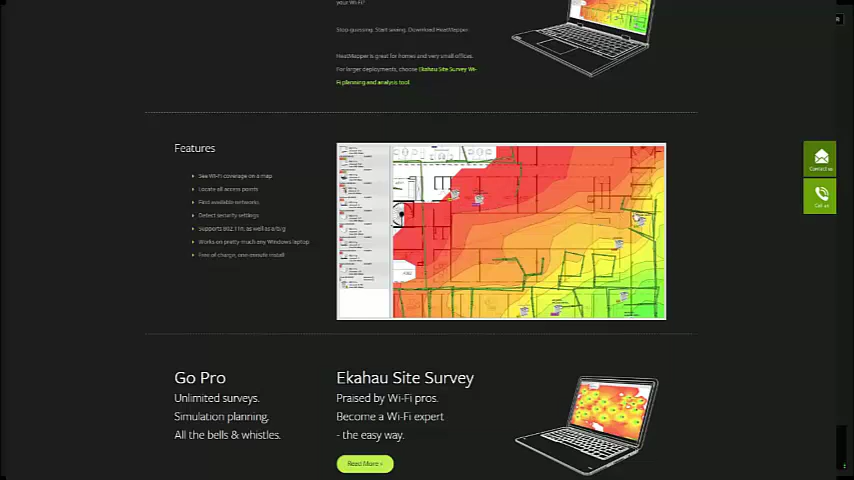 your Wi-Fi?
Stop guessing. Start saving. Download HeatMapper
HeatMapper is great for homes and very small offices.
For larger deployments, choose Ekahau Site Survey Wi-
Fi planning and analysis tool.
Features
See Wi-Fi coverage on a map
Locate all access points
Find available networks
Detect security settings
Supports 802.11n, as well as a/b/g
Works on pretty much any Windows laptop
Free of charge, one-minute install
Contact us
Call us
Go Pro
Unlimited surveys.
Simulation planning.
All the bells & whistles.
Ekahau Site Survey
Praised by Wi-Fi pros.
Become a Wi-Fi expert
- the easy way.
Read More ›